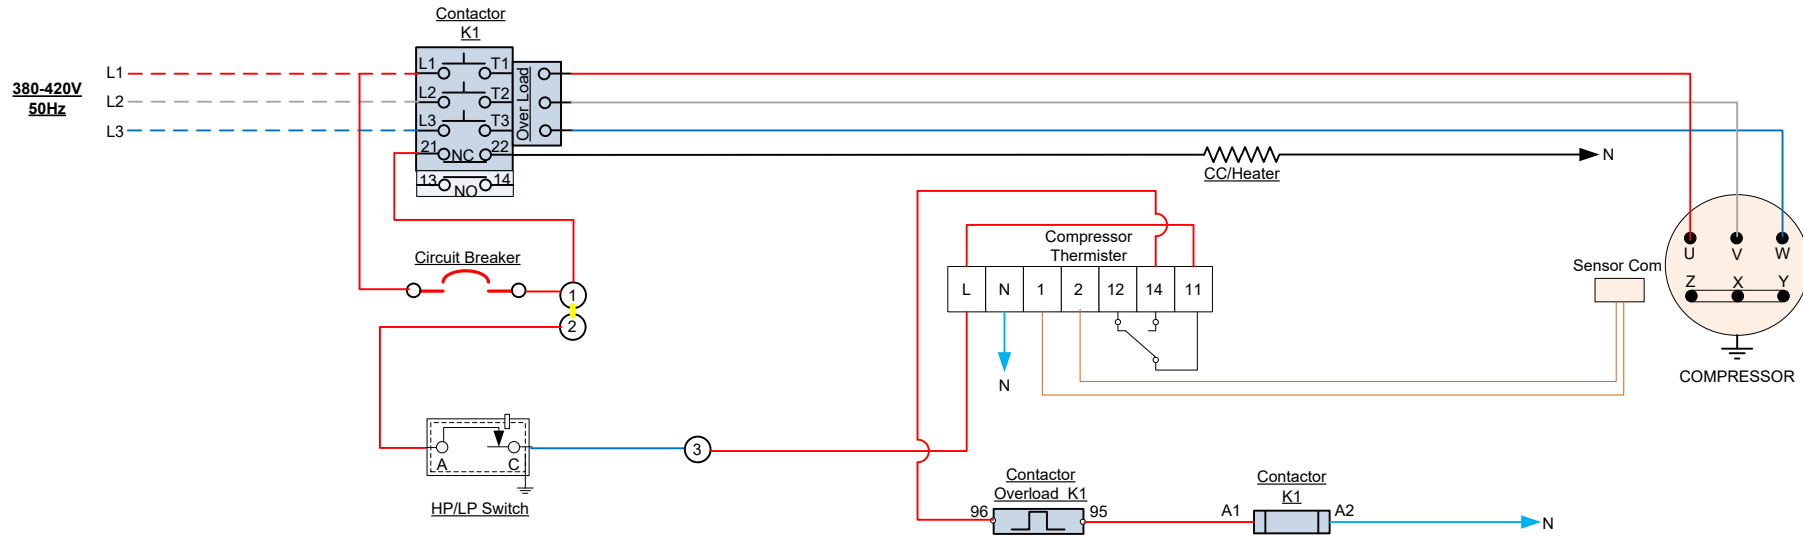 Contactor
K1
380-420V
50Hz
L1
L2
L3
L1 T1
L2 T2
L3 T3
21 NC 22
13 NO 14
Over Load
CC/Heater
N
Circuit Breaker
1
2
Compressor
Thermister
L N 1 2 12 14 11
N
Sensor Com
U V W
Z X Y
COMPRESSOR
A C
HP/LP Switch
3
Contactor
Overload K1
96 95
Contactor
K1
A1 A2
N